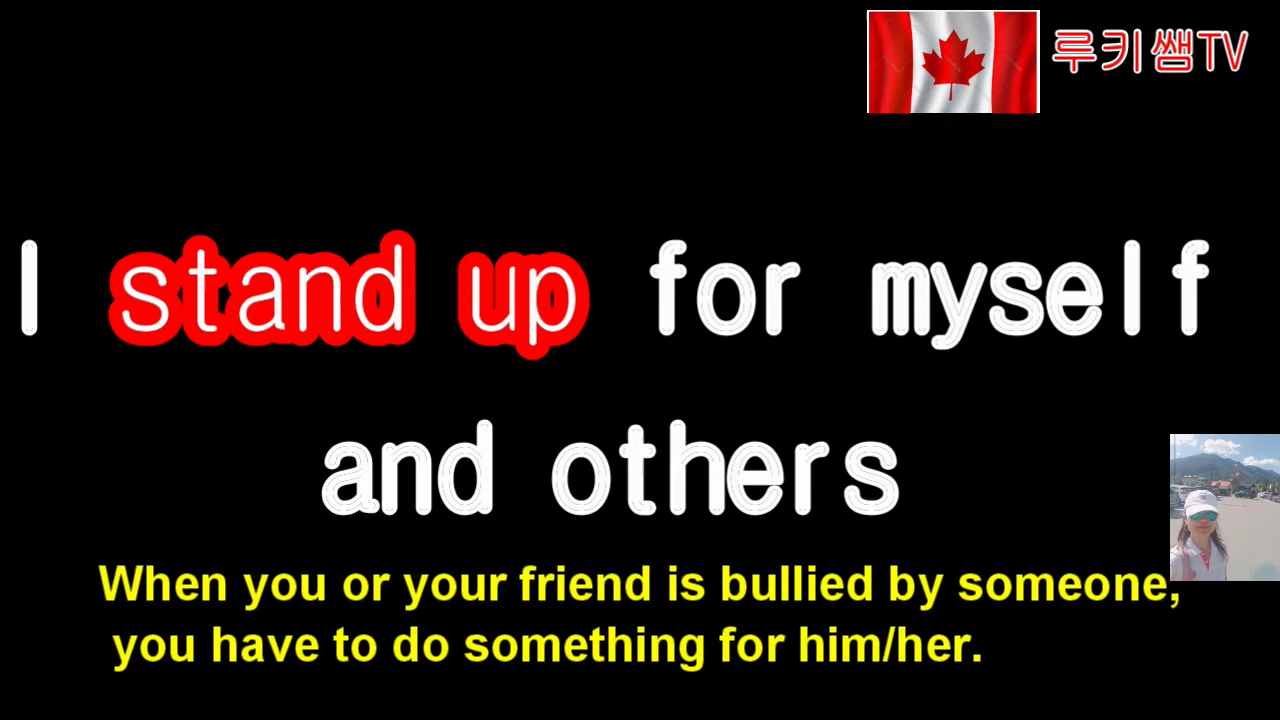 루키쌤TV
I stand up for myself
and others
When you or your friend is bullied by someone,
you have to do something for him/her.